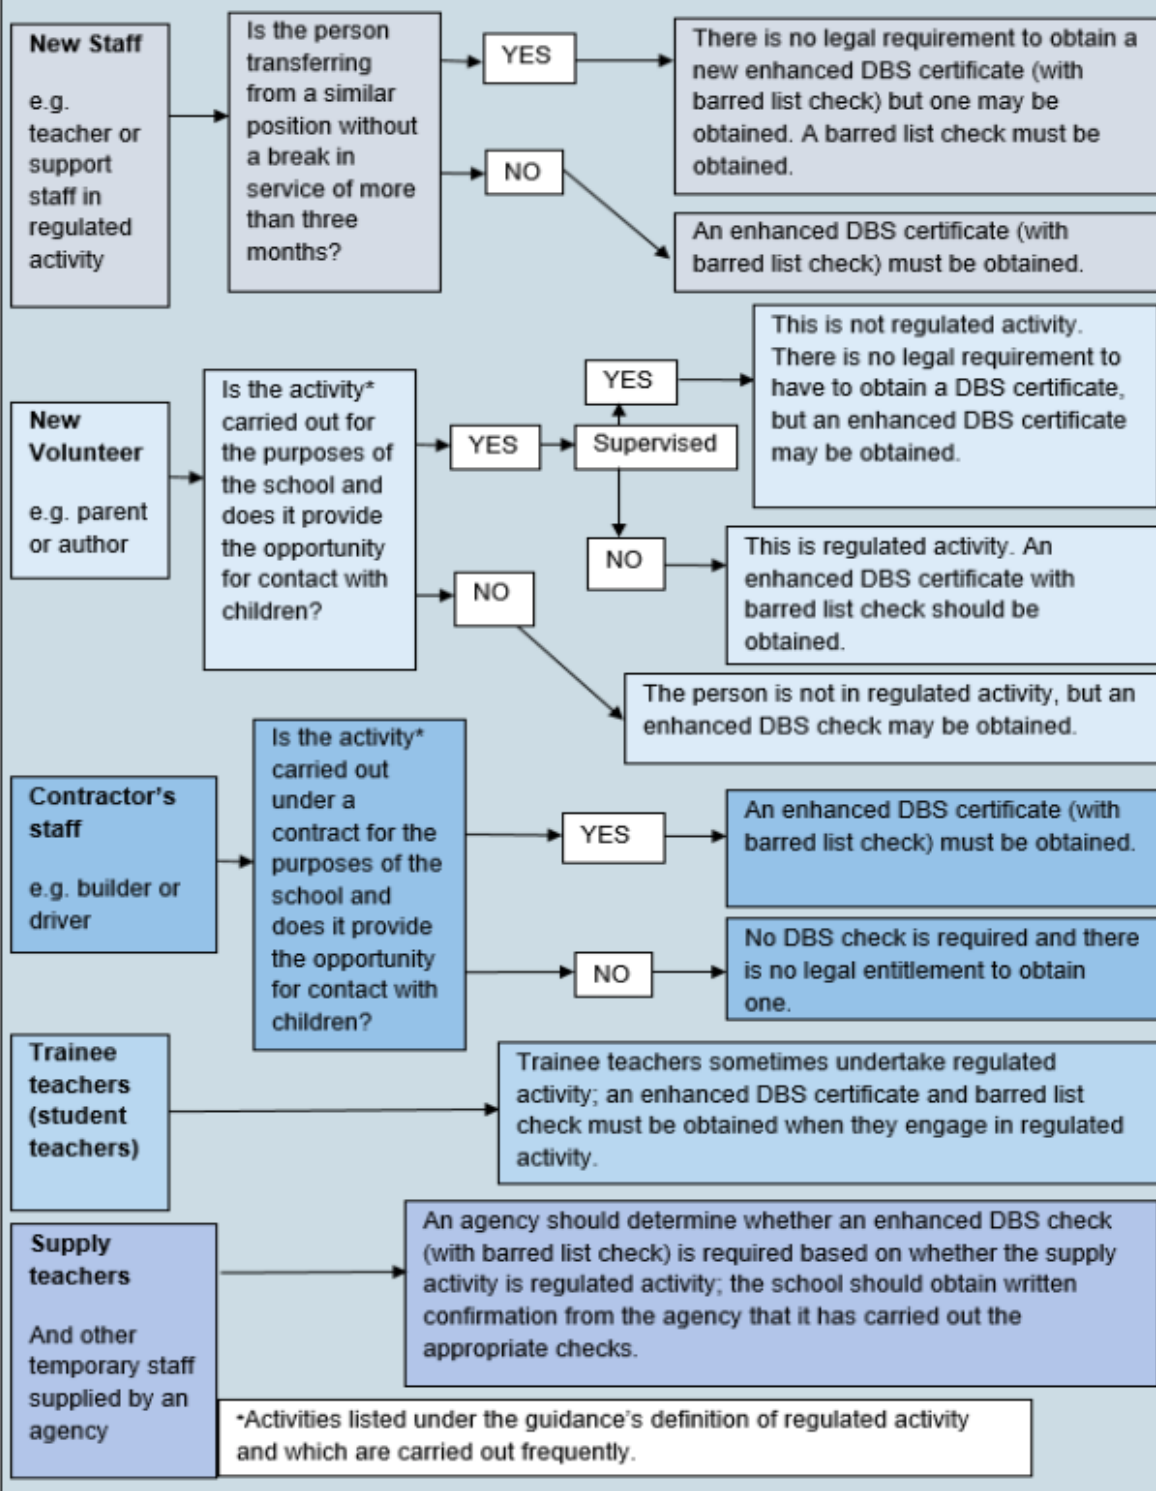 New Staff
e.g.
teacher or
support
staff in
regulated
activity
Is the person
transferring
from a similar
position without
a break in
service of more
than three
months?
YES
There is no legal requirement to obtain a
new enhanced DBS certificate (with
barred list check) but one may be
obtained. A barred list check must be
obtained.
NO
An enhanced DBS certificate (with
barred list check) must be obtained.
New
Volunteer
e.g. parent
or author
Is the activity*
carried out for
the purposes of
the school and
does it provide
the opportunity
for contact with
children?
YES
Supervised
YES
This is not regulated activity.
There is no legal requirement to
have to obtain a DBS certificate,
but an enhanced DBS certificate
may be obtained.
NO
This is regulated activity. An
enhanced DBS certificate with
barred list check should be
obtained.
NO
The person is not in regulated activity, but an
enhanced DBS check may be obtained.
Contractor's
staff
e.g. builder or
driver
Is the activity*
carried out
under a
contract for the
purposes of the
school and
does it provide
the opportunity
for contact with
children?
YES
An enhanced DBS certificate (with
barred list check) must be obtained.
NO
No DBS check is required and there
is no legal entitlement to obtain
one.
Trainee
teachers
(student
teachers)
Trainee teachers sometimes undertake regulated
activity; an enhanced DBS certificate and barred list
check must be obtained when they engage in regulated
activity.
Supply
teachers
And other
temporary staff
supplied by an
agency
An agency should determine whether an enhanced DBS check
(with barred list check) is required based on whether the supply
activity is regulated activity; the school should obtain written
confirmation from the agency that it has carried out the
appropriate checks.
*Activities listed under the guidance's definition of regulated activity
and which are carried out frequently.